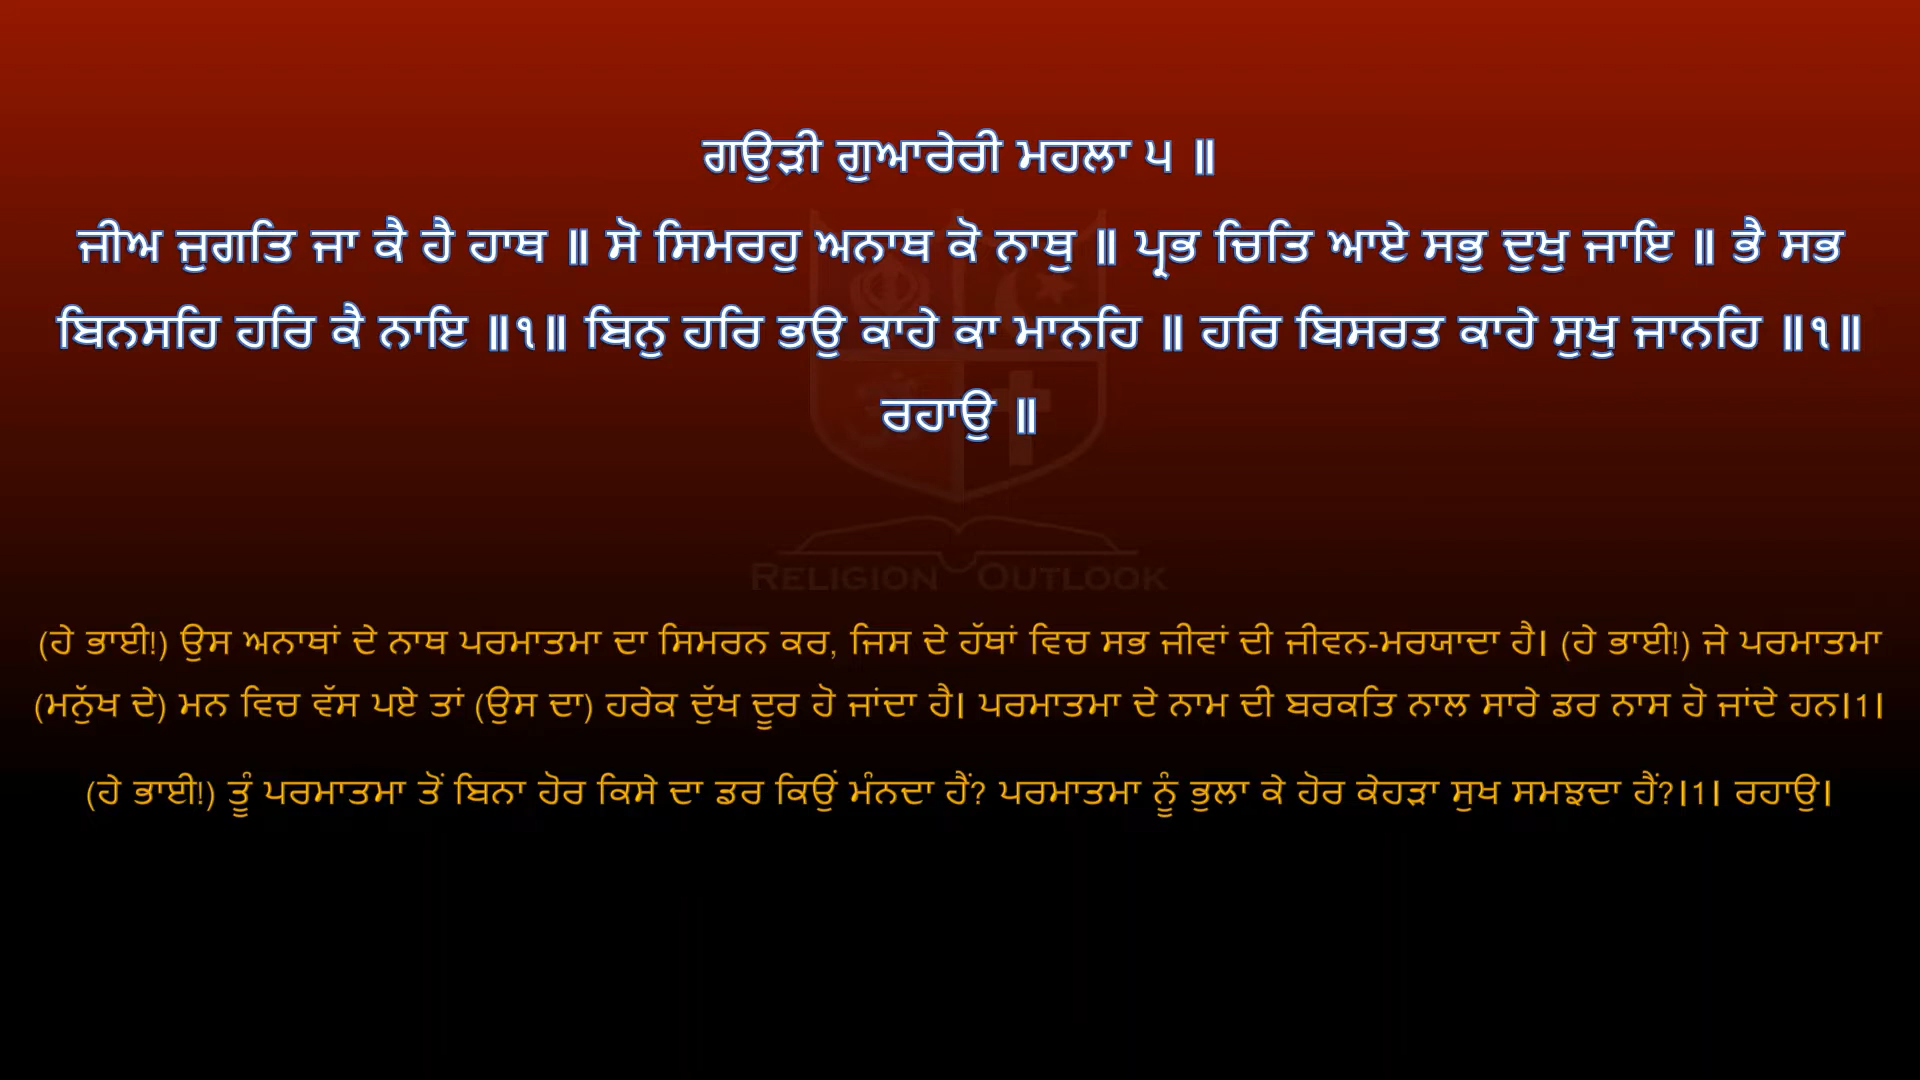 ਗਉੜੀ ਗੁਆਰੇਰੀ ਮਹਲਾ ੫ ॥
ਜੀਅ ਜੁਗਤਿ ਜਾ ਕੈ ਹੈ ਹਾਥ ॥ ਸੋ ਸਿਮਰਹੁ ਅਨਾਥ ਕੋ ਨਾਥੁ ॥ ਪ੍ਰਭ ਚਿਤਿ ਆਏ ਸਭੁ ਦੁਖੁ ਜਾਇ ॥ ਭੈ ਸਭ
ਬਿਨਸਹਿ ਹਰਿ ਕੈ ਨਾਇ ॥੧॥ ਬਿਨੁ ਹਰਿ ਭਉ ਕਾਹੇ ਕਾ ਮਾਨਹਿ ॥ ਹਰਿ ਬਿਸਰਤ ਕਾਹੇ ਸੁਖੁ ਜਾਨਹਿ ॥੧॥
ਰਹਾਉ ॥
RELIGION OUTLOOK
(ਹੇ ਭਾਈ!) ਉਸ ਅਨਾਥਾਂ ਦੇ ਨਾਥ ਪਰਮਾਤਮਾ ਦਾ ਸਿਮਰਨ ਕਰ, ਜਿਸ ਦੇ ਹੱਥਾਂ ਵਿਚ ਸਭ ਜੀਵਾਂ ਦੀ ਜੀਵਨ-ਮਰਯਾਦਾ ਹੈ। (ਹੇ ਭਾਈ!) ਜੇ ਪਰਮਾਤਮਾ
(ਮਨੁੱਖ ਦੇ) ਮਨ ਵਿਚ ਵੱਸ ਪਏ ਤਾਂ (ਉਸ ਦਾ) ਹਰੇਕ ਦੁੱਖ ਦੂਰ ਹੋ ਜਾਂਦਾ ਹੈ। ਪਰਮਾਤਮਾ ਦੇ ਨਾਮ ਦੀ ਬਰਕਤਿ ਨਾਲ ਸਾਰੇ ਡਰ ਨਾਸ ਹੋ ਜਾਂਦੇ ਹਨ।1।
(ਹੇ ਭਾਈ!) ਤੂੰ ਪਰਮਾਤਮਾ ਤੋਂ ਬਿਨਾ ਹੋਰ ਕਿਸੇ ਦਾ ਡਰ ਕਿਉਂ ਮੰਨਦਾ ਹੈਂ? ਪਰਮਾਤਮਾ ਨੂੰ ਭੁਲਾ ਕੇ ਹੋਰ ਕੇਹੜਾ ਸੁਖ ਸਮਝਦਾ ਹੈਂ?।1। ਰਹਾਉ।